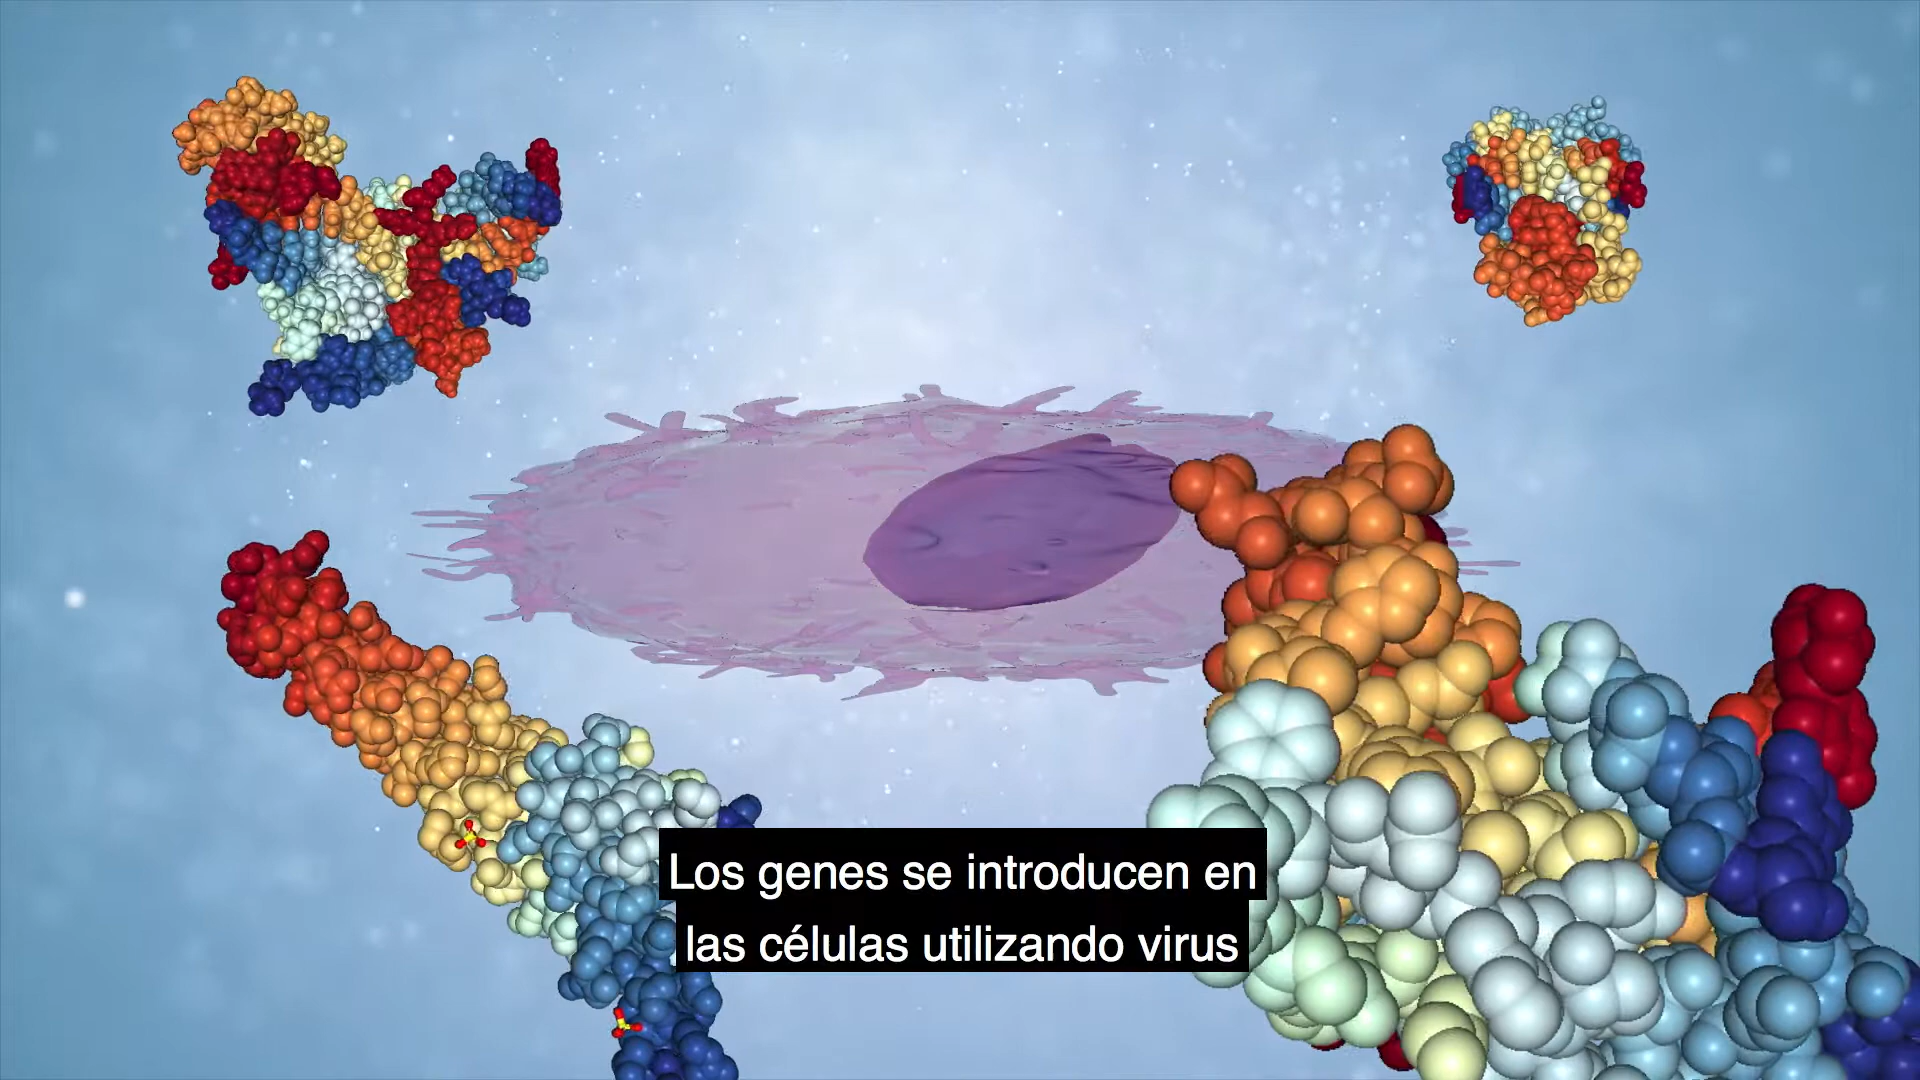 Los genes se introducen en
las células utilizando virus